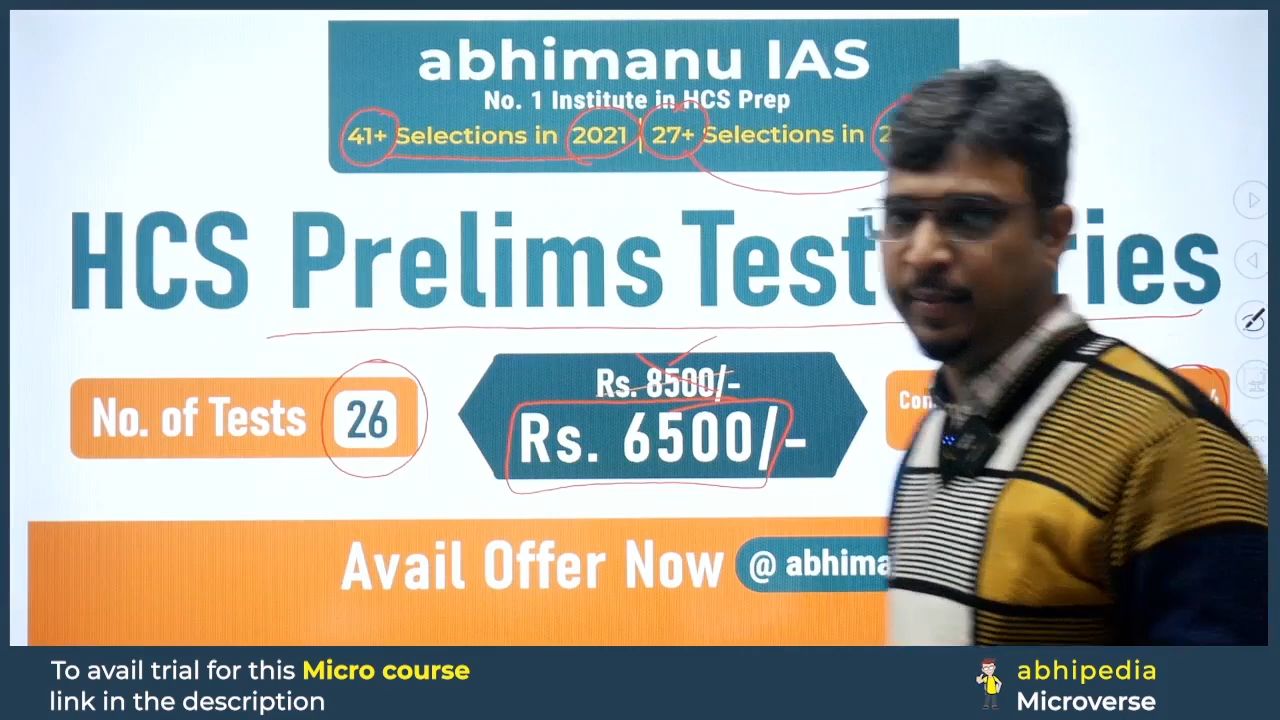 abhimanu IAS
No. 1 Institute in HCS Prep
41+ Selections in 2021 | 27+ Selections in
HCS Prelims Test
No. of Tests 26
Rs. 8500/-
Rs. 6500/-
Avail Offer Now @ abhima
To avail trial for this Micro course
link in the description
abhipedia
Microverse